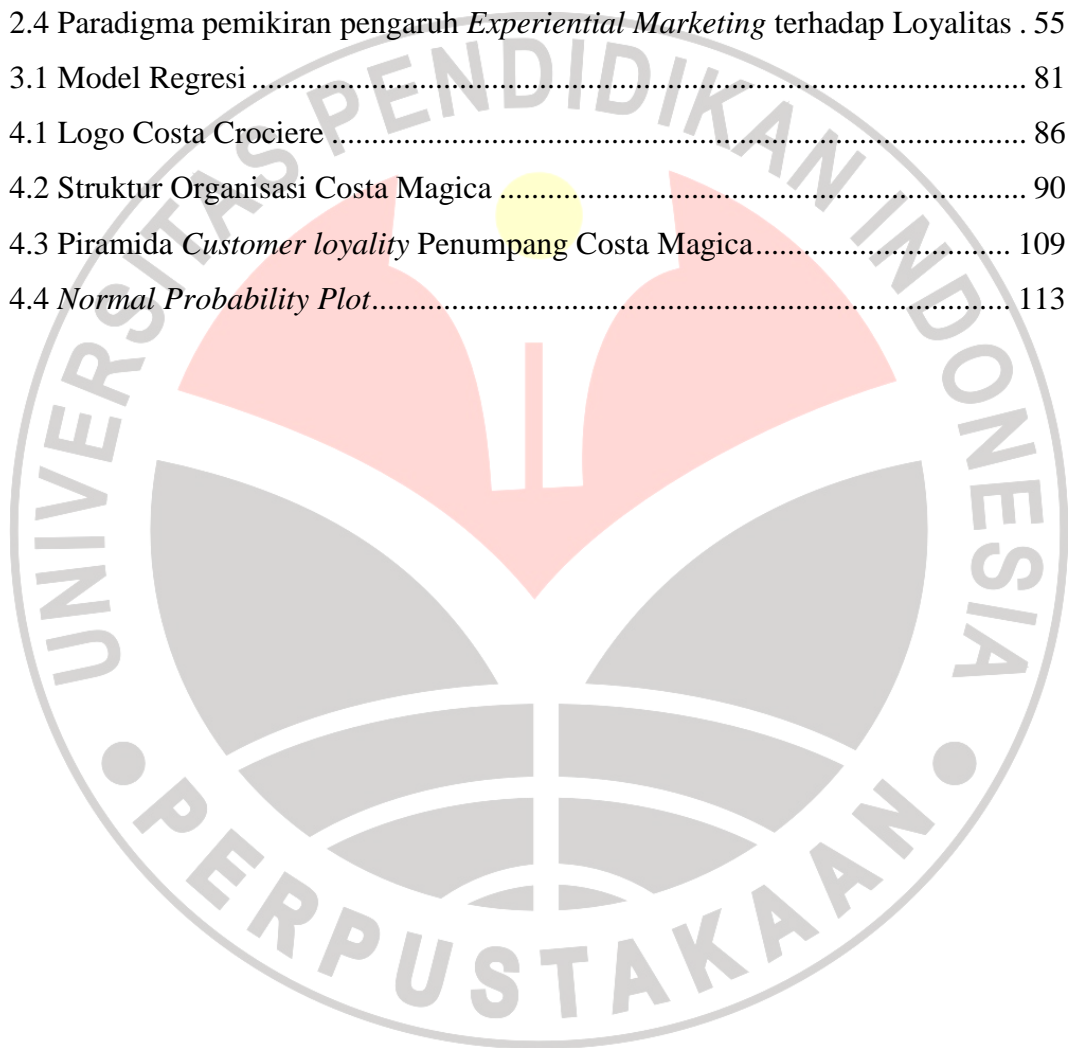 2.4 Paradigma pemikiran pengaruh Experiential Marketing terhadap Loyalitas . 55
3.1 Model Regresi .................................................................................. 81
4.1 Logo Costa Crociere .......................................................................... 86
4.2 Struktur Organisasi Costa Magica ........................................................ 90
4.3 Piramida Customer loyality Penumpang Costa Magica........................... 109
4.4 Normal Probability Plot.................................................................... 113
UNIVERSITAS PENDIDIKAN INDONESIA
PERPUSTAKAAN